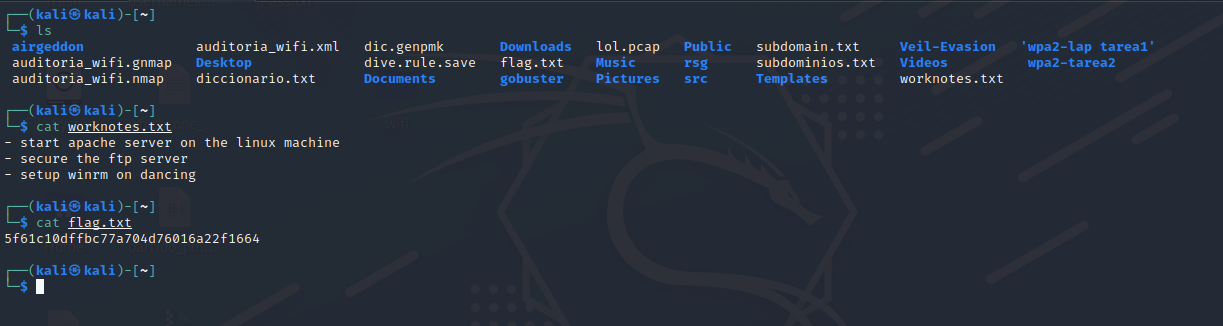 ┌──(kali㉿kali)-[~]
└─$ ls
airgeddon auditoria_wifi.xml dic.genpmk Downloads lol.pcap Public subdomain.txt Veil-Evasion 'wpa2-lap tarea1'
auditoria_wifi.gnmap Desktop dive.rule.save flag.txt Music rsg subdominios.txt Videos wpa2-tarea2
auditoria_wifi.nmap diccionario.txt Documents gobuster Pictures src Templates worknotes.txt
┌──(kali㉿kali)-[~]
└─$ cat worknotes.txt
- start apache server on the linux machine
- secure the ftp server
- setup winrm on dancing
┌──(kali㉿kali)-[~]
└─$ cat flag.txt
5f61c10dffbc77a704d76016a22f1664
┌──(kali㉿kali)-[~]
└─$